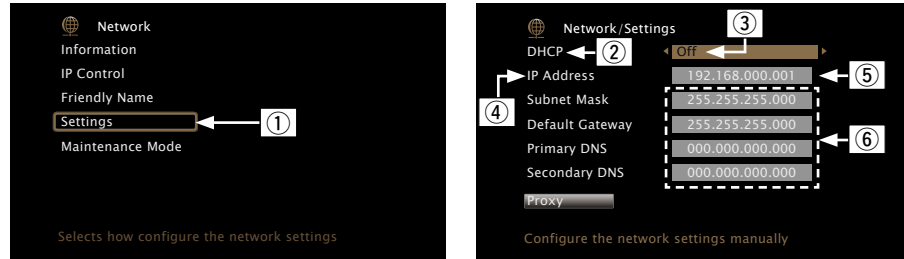 Network
Information
IP Control
Friendly Name
Settings
①
Maintenance Mode
Selects how configure the network settings
Network/Settings
③
DHCP ② Off
④ IP Address 192.168.000.001 ⑤
Subnet Mask 255.255.255.000
Default Gateway 255.255.255.000
⑥
Primary DNS 000.000.000.000
Secondary DNS 000.000.000.000
Proxy
Configure the network settings manually